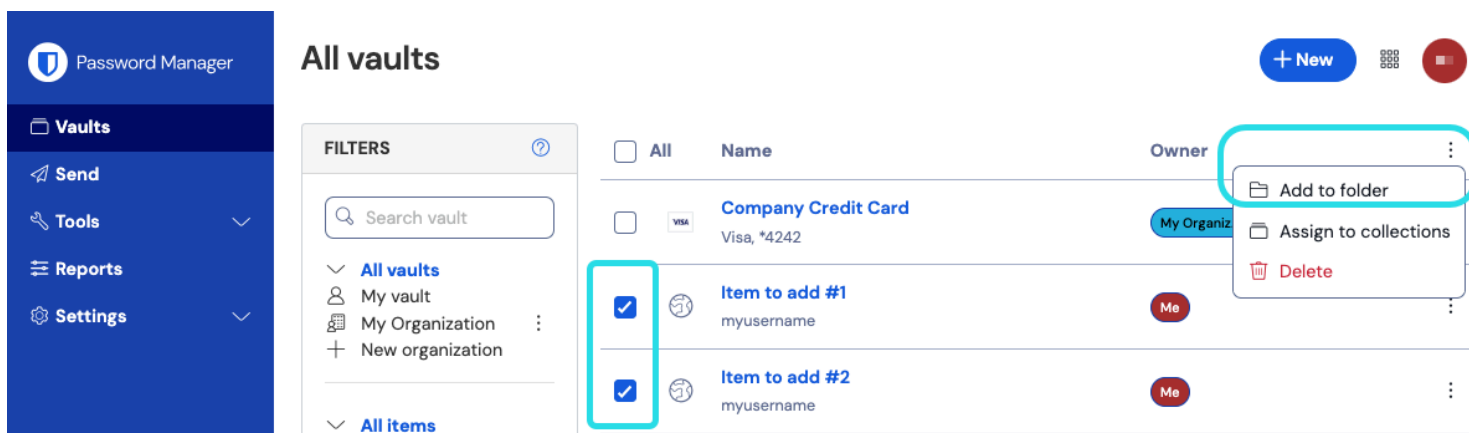 Password Manager
Vaults
Send
Tools
Reports
Settings
All vaults
+ New
FILTERS
Search vault
All vaults
My vault
My Organization
New organization
All items
All Name Owner
VISA
Company Credit Card
Visa, *4242
My Organiz
Item to add #1
myusername
Me
Item to add #2
myusername
Me
Add to folder
Assign to collections
Delete